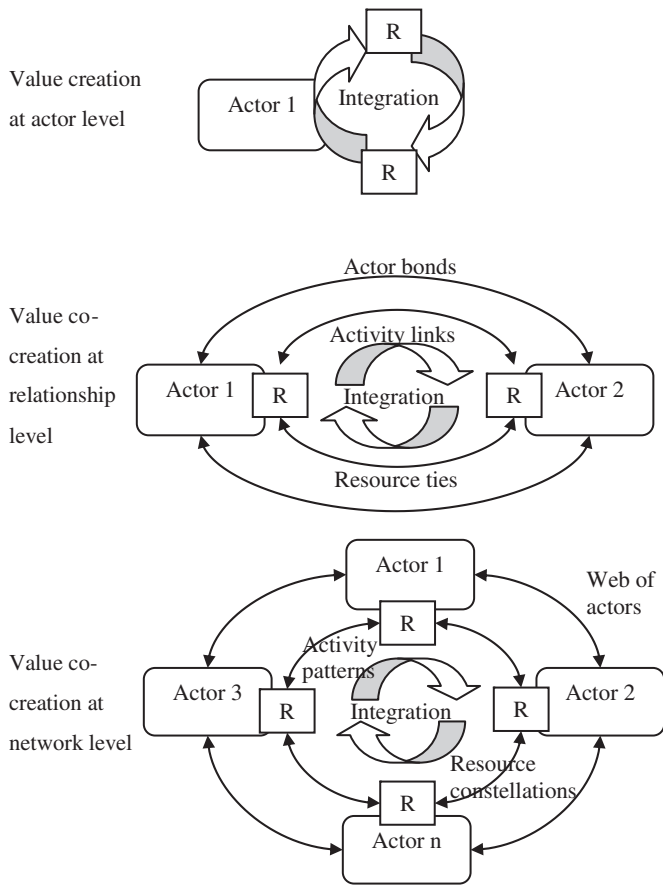 Value creation
at actor level
R
Actor 1
Integration
R
Value co-
creation at
relationship
level
Actor bonds
Activity links
Actor 1
R
Integration
R
Actor 2
Resource ties
Value co-
creation at
network level
Actor 1
R
Web of
actors
Activity
patterns
Actor 3
R
Integration
R
Actor 2
Resource
constellations
R
Actor n